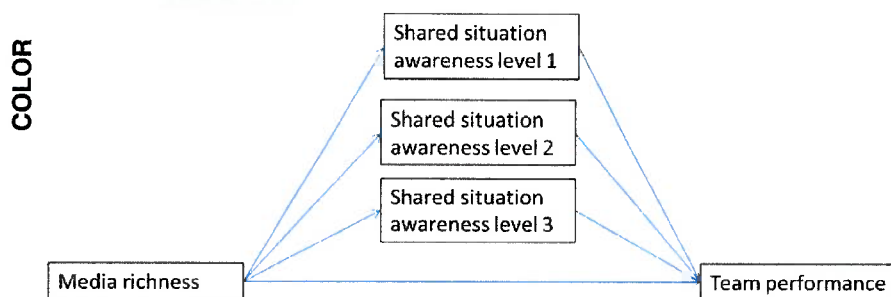 COLOR
Shared situation
awareness level 1
Shared situation
awareness level 2
Shared situation
awareness level 3
Media richness
Team performance